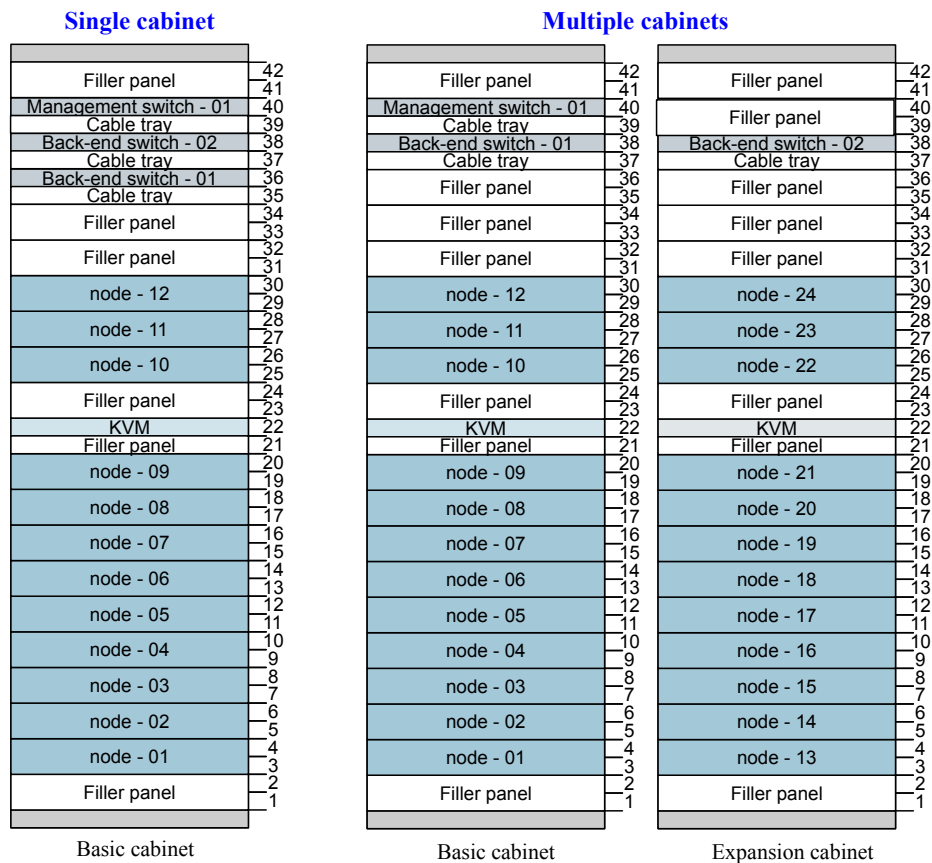 Single cabinet
Filler panel
42
41
Management switch - 01
40
Cable tray
39
Back-end switch - 02
38
Cable tray
37
Back-end switch - 01
36
Cable tray
35
Filler panel
34
33
Filler panel
32
31
node - 12
30
29
node - 11
28
27
node - 10
26
25
Filler panel
24
23
KVM
22
Filler panel
21
node - 09
20
19
node - 08
18
17
node - 07
16
15
node - 06
14
13
node - 05
12
11
node - 04
10
9
node - 03
8
7
node - 02
6
5
node - 01
4
3
Filler panel
2
1
Basic cabinet
Multiple cabinets
Filler panel
42
41
Management switch - 01
40
Cable tray
39
Back-end switch - 01
38
Cable tray
37
Filler panel
36
35
Filler panel
34
33
Filler panel
32
31
node - 12
30
29
node - 11
28
27
node - 10
26
25
Filler panel
24
23
KVM
22
Filler panel
21
node - 09
20
19
node - 08
18
17
node - 07
16
15
node - 06
14
13
node - 05
12
11
node - 04
10
9
node - 03
8
7
node - 02
6
5
node - 01
4
3
Filler panel
2
1
Basic cabinet
Filler panel
42
41
Filler panel
40
39
Back-end switch - 02
38
Cable tray
37
Filler panel
36
35
Filler panel
34
33
Filler panel
32
31
node - 24
30
29
node - 23
28
27
node - 22
26
25
Filler panel
24
23
KVM
22
Filler panel
21
node - 21
20
19
node - 20
18
17
node - 19
16
15
node - 18
14
13
node - 17
12
11
node - 16
10
9
node - 15
8
7
node - 14
6
5
node - 13
4
3
Filler panel
2
1
Expansion cabinet